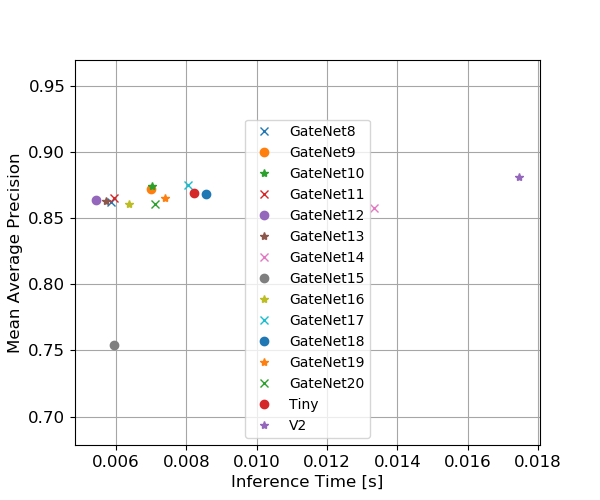 0.95
0.90
0.85
0.80
0.75
0.70
Mean Average Precision
GateNet8
GateNet9
GateNet10
GateNet11
GateNet12
GateNet13
GateNet14
GateNet15
GateNet16
GateNet17
GateNet18
GateNet19
GateNet20
Tiny
V2
0.006 0.008 0.010 0.012 0.014 0.016 0.018
Inference Time [s]